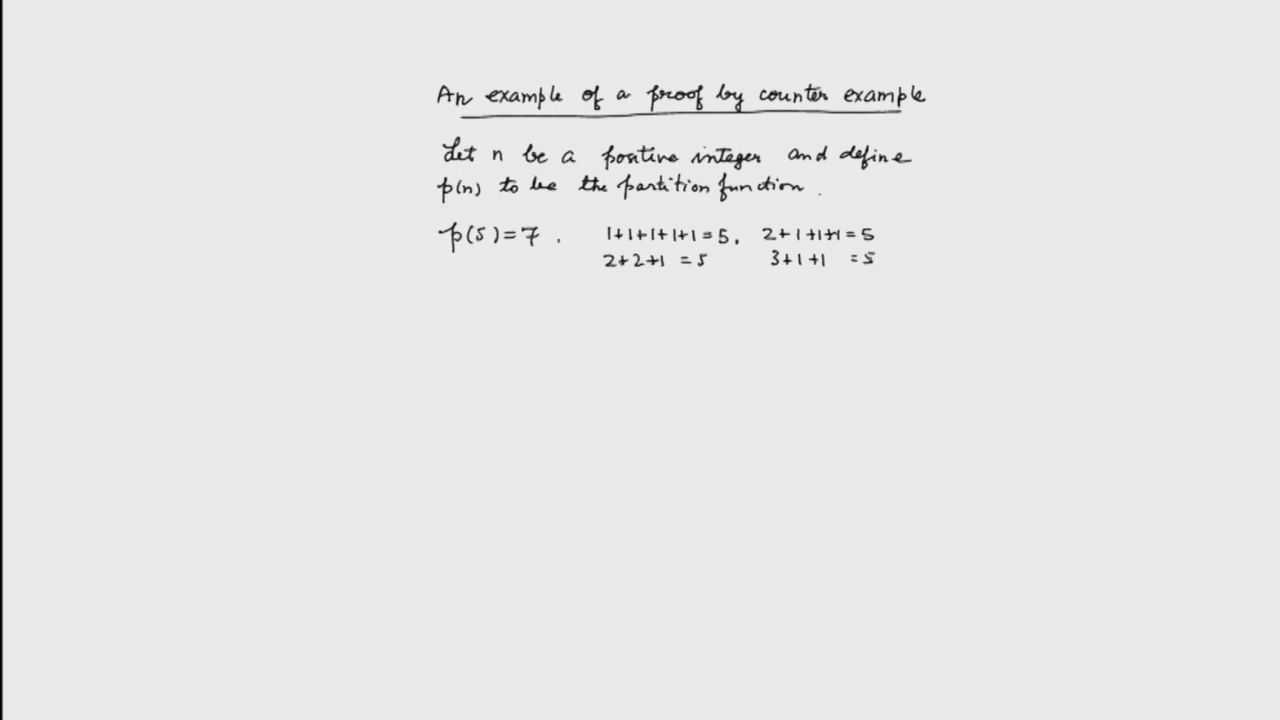 An example of a proof by counter example
Let n be a positive integer and define
p(n) to be the partition function.
p(5)=7. 1+1+1+1+1=5, 2+1+1+1=5
2+2+1 =5 3+1+1 =5